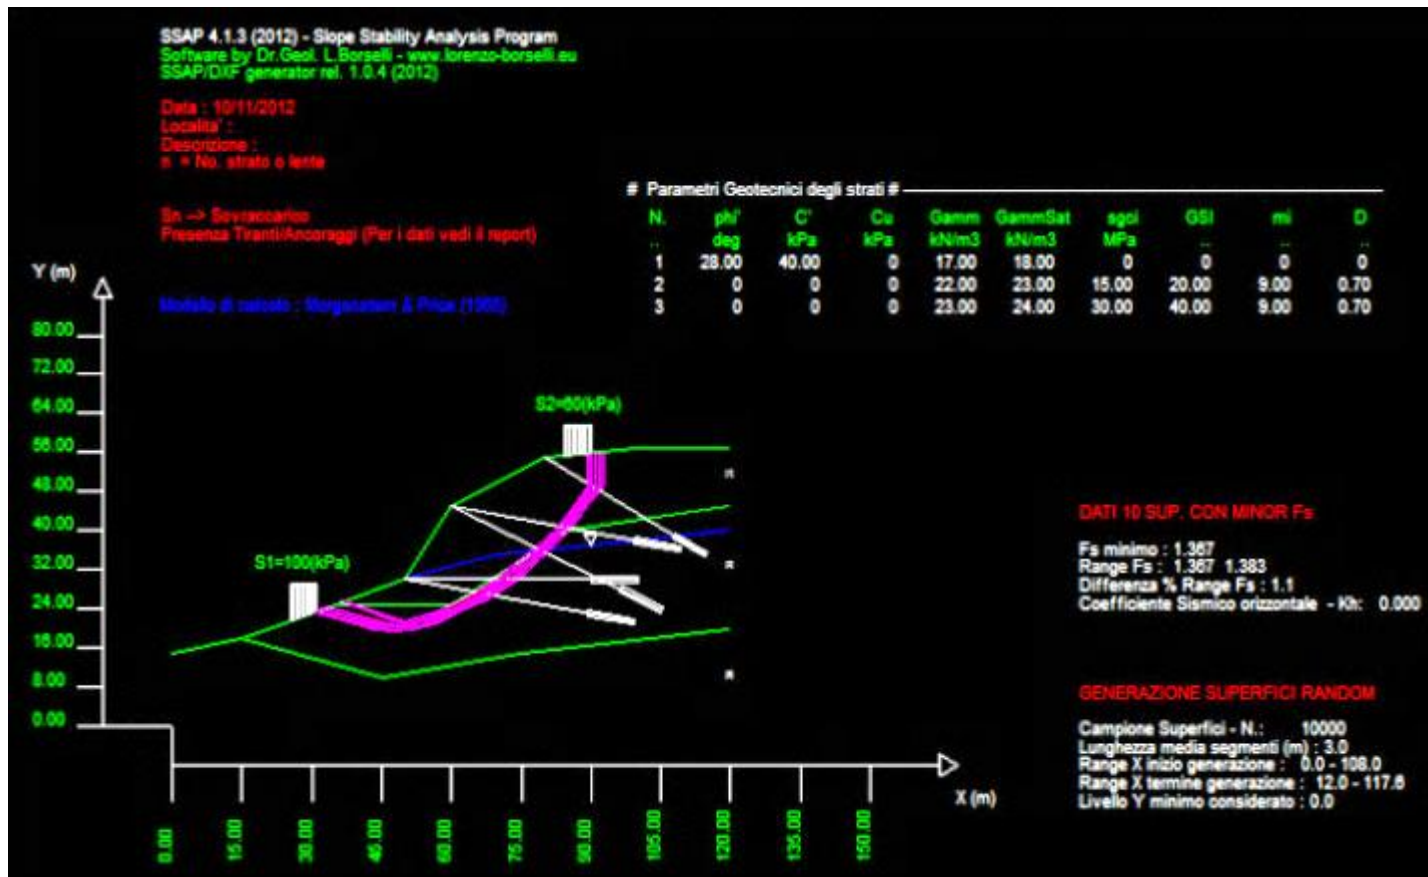 SSAP 4.1.3 (2012) - Slope Stability Analysis Program
Software by Dr.Geol. L.Borselli - www.lorenzo-borselli.eu
SSAP/DXF generator rel. 1.0.4 (2012)
Data : 10/11/2012
Localita' :
Descrizione :
n = No. strato o lente
Sn --> Sovraccarico
Presenza Tiranti/Ancoraggi (Per i dati vedi il report)
Modello di calcolo : Morgenstern & Price (1965)
# Parametri Geotecnici degli strati #
N. phi' C' Cu Gamm GammSat sgci GSI mi D
.. deg kPa kPa kN/m3 kN/m3 MPa .. .. ..
1 28.00 40.00 0 17.00 18.00 0 0 0 0
2 0 0 0 22.00 23.00 15.00 20.00 9.00 0.70
3 0 0 0 23.00 24.00 30.00 40.00 9.00 0.70
Y (m)
80.00
72.00
64.00
56.00
48.00
40.00
32.00
24.00
16.00
8.00
0.00
S2=60(kPa)
S1=100(kPa)
X (m)
0.00
15.00
30.00
45.00
60.00
75.00
90.00
105.00
120.00
135.00
150.00
DATI 10 SUP. CON MINOR Fs
Fs minimo : 1.367
Range Fs : 1.367 1.383
Differenza % Range Fs : 1.1
Coefficiente Sismico orizzontale - Kh: 0.000
GENERAZIONE SUPERFICI RANDOM
Campione Superfici - N.: 10000
Lunghezza media segmenti (m) : 3.0
Range X inizio generazione : 0.0 - 108.0
Range X termine generazione : 12.0 - 117.6
Livello Y minimo considerato : 0.0